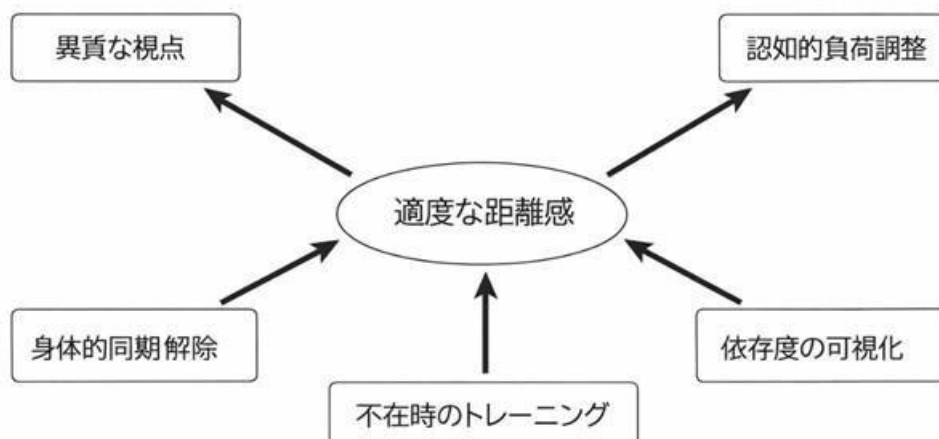 異質な視点
認知的負荷調整
適度な距離感
身体的同期解除
依存度の可視化
不在時のトレーニング